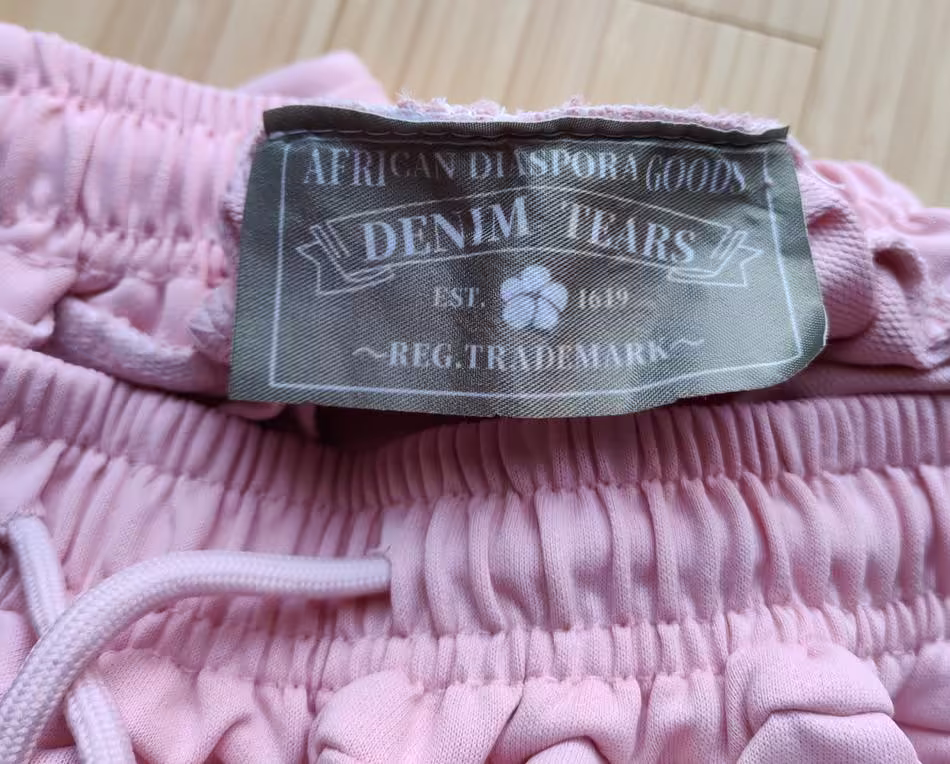 AFRICAN DIASPORA GOODS
DENIM TEARS
EST. 1619
~REG.TRADEMARK~